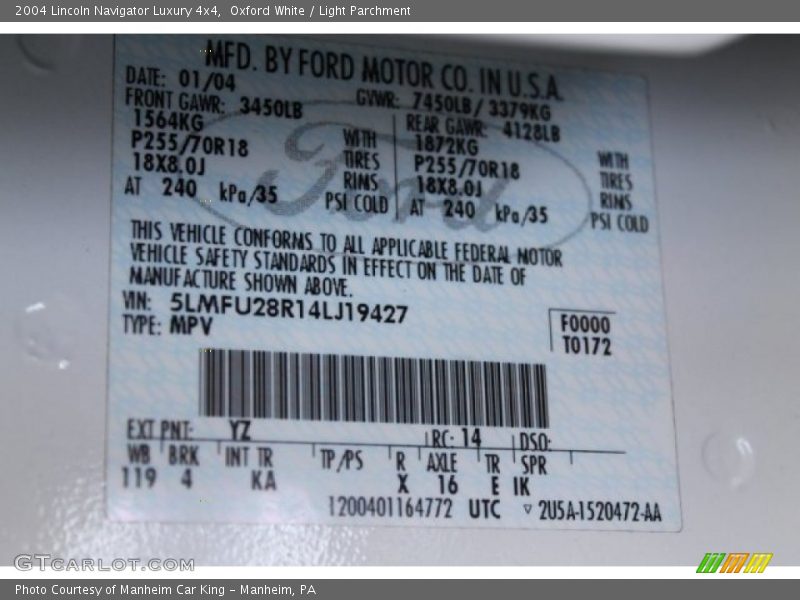 2004 Lincoln Navigator Luxury 4x4,  Oxford White / Light Parchment
MFD. BY FORD MOTOR CO. IN U.S.A.
DATE: 01/04
GVWR: 7450LB / 3379KG
FRONT GAWR: 3450LB
REAR GAWR: 4128LB
1564KG WITH
1872KG WITH
P255/70R18 TIRES
P255/70R18 TIRES
18X8.0J RIMS
18X8.0J RIMS
AT 240 kPa/35 PSI COLD
AT 240 kPa/35 PSI COLD
Ford
THIS VEHICLE CONFORMS TO ALL APPLICABLE FEDERAL MOTOR
VEHICLE SAFETY STANDARDS IN EFFECT ON THE DATE OF
MANUFACTURE SHOWN ABOVE.
VIN: 5LMFU28R14LJ19427
TYPE: MPV
F0000
T0172
EXT PNT: YZ RC: 14 DSO:
WB BRK INT TR TP/PS R AXLE TR SPR
119 4 KA X 16 E IK
1200401164772 UTC ▽ 2U5A-1520472-AA
GTCARLOT.COM
Photo Courtesy of Manheim Car King - Manheim, PA